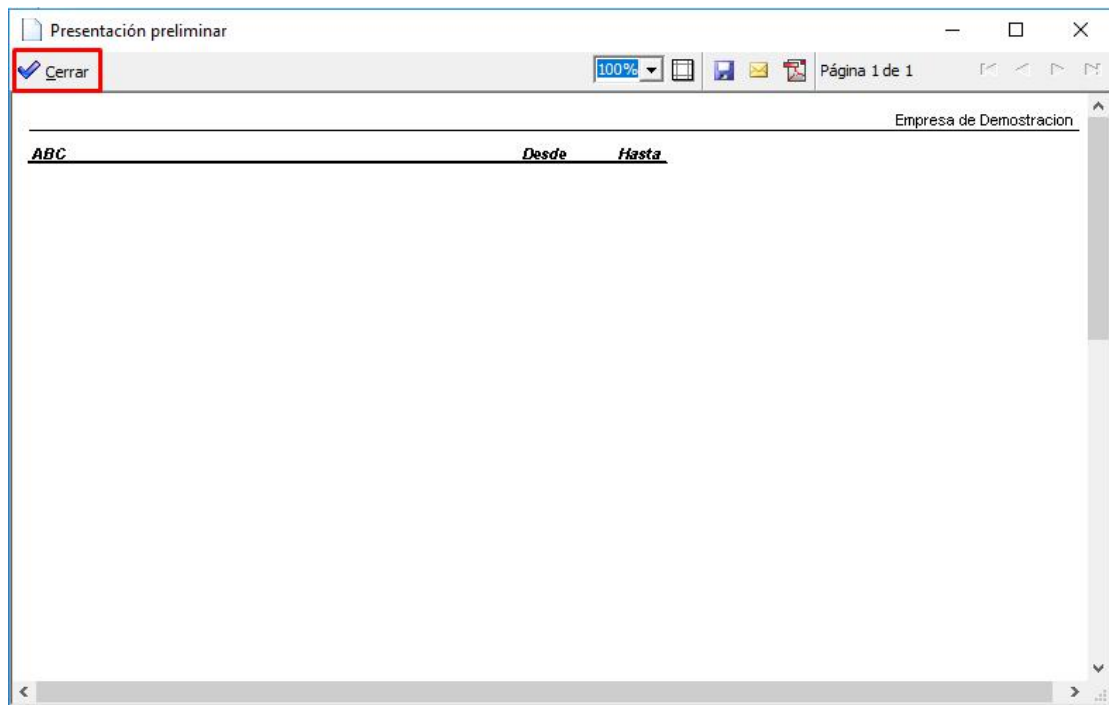 Presentación preliminar
Cerrar 100% Página 1 de 1
Empresa de Demostracion
ABC Desde Hasta